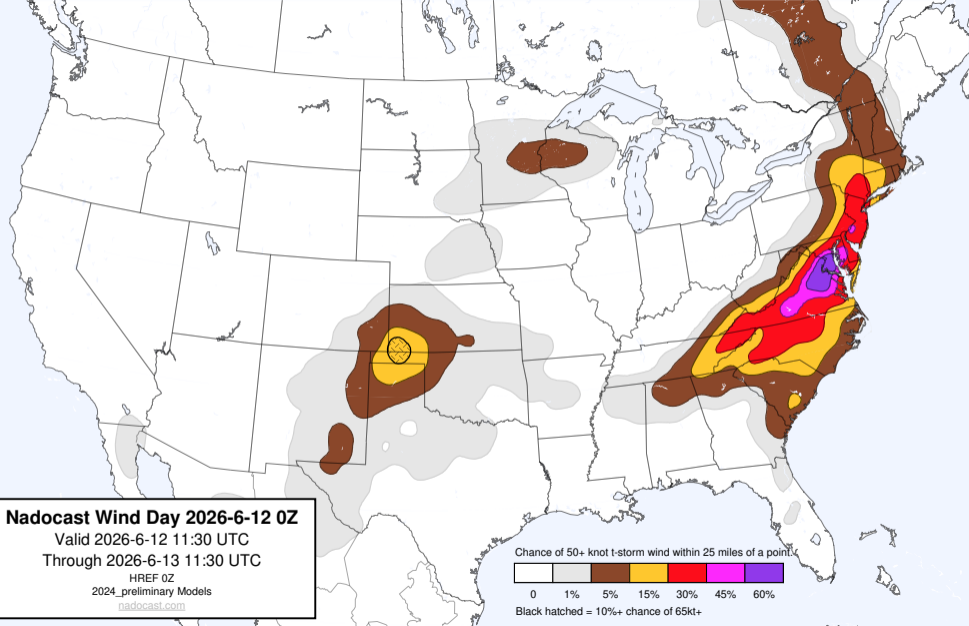 Nadocast Wind Day 2026-6-12 0Z
Valid 2026-6-12 11:30 UTC
Through 2026-6-13 11:30 UTC
HREF 0Z
2024_preliminary Models
nadocast.com
Chance of 50+ knot t-storm wind within 25 miles of a point.
0 1% 5% 15% 30% 45% 60%
Black hatched = 10%+ chance of 65kt+